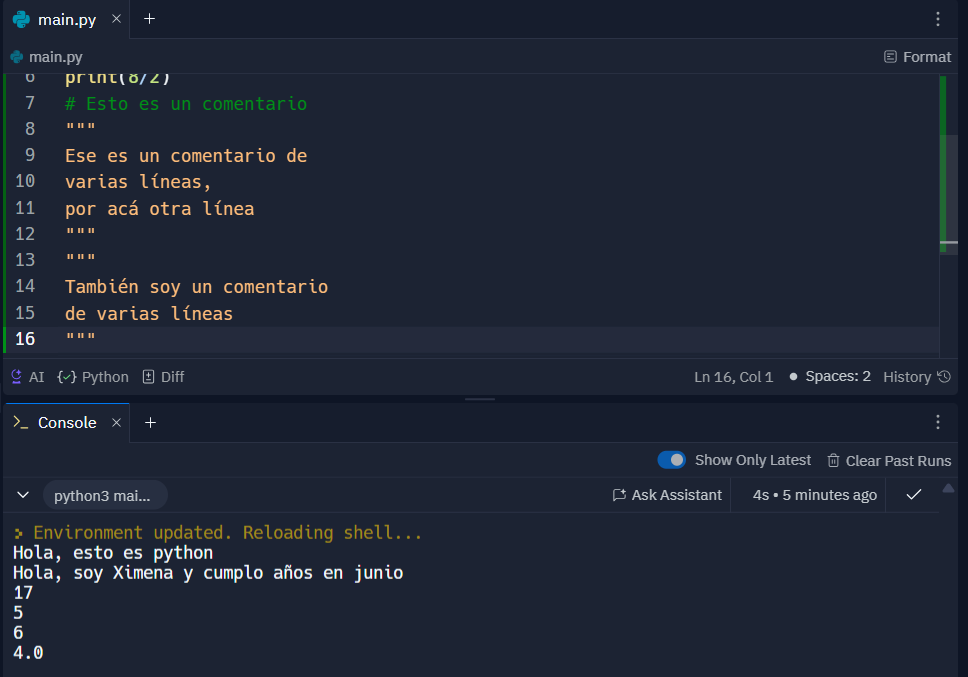 main.py × +
main.py Format
6 print(8/2)
7 # Esto es un comentario
8 """
9 Ese es un comentario de
10 varias líneas,
11 por acá otra línea
12 """
13 """
14 También soy un comentario
15 de varias líneas
16 """
AI {✓} Python Diff Ln 16, Col 1 • Spaces: 2 History
>_ Console × +
Show Only Latest Clear Past Runs
python3 mai... Ask Assistant 4s • 5 minutes ago
Environment updated. Reloading shell...
Hola, esto es python
Hola, soy Ximena y cumplo años en junio
17
5
6
4.0